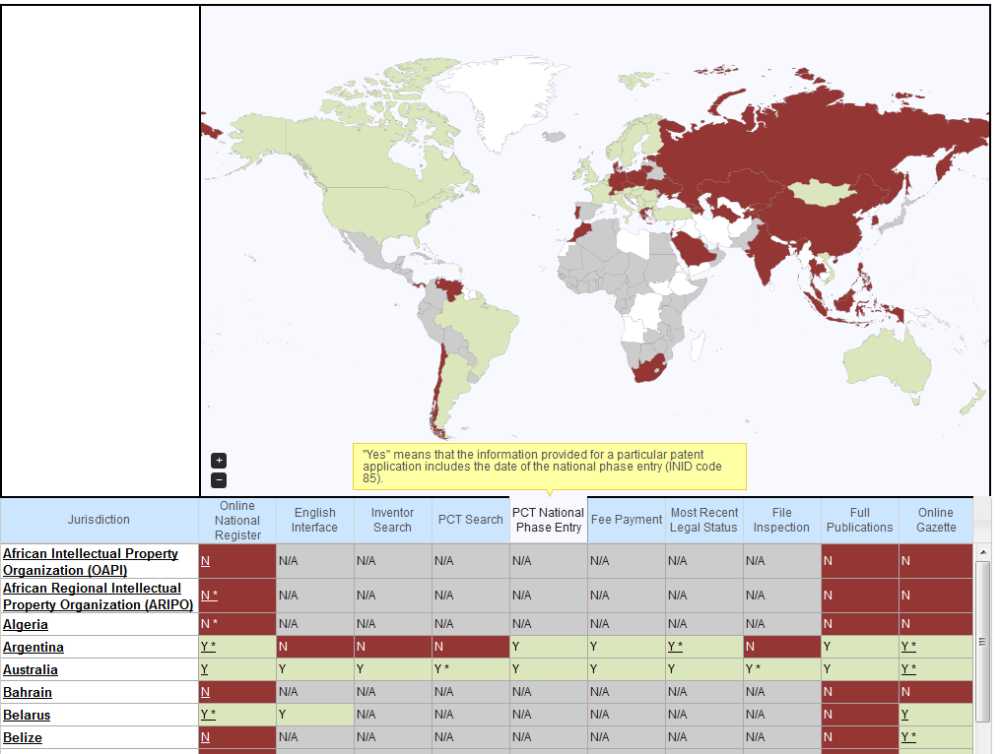 +
−
"Yes" means that the information provided for a particular patent
application includes the date of the national phase entry (INID code
85).
Jurisdiction
Online
National
Register
English
Interface
Inventor
Search
PCT Search
PCT National
Phase Entry
Fee Payment
Most Recent
Legal Status
File
Inspection
Full
Publications
Online
Gazette
African Intellectual Property
Organization (OAPI)
N N/A N/A N/A N/A N/A N/A N/A N N
African Regional Intellectual
Property Organization (ARIPO)
N * N/A N/A N/A N/A N/A N/A N/A N N
Algeria N * N/A N/A N/A N/A N/A N/A N/A N N
Argentina Y * N N N Y Y Y * N Y Y *
Australia Y Y Y Y * Y Y Y Y * Y Y *
Bahrain N N/A N/A N/A N/A N/A N/A N/A N N
Belarus Y * Y N/A N/A N/A N/A N/A N/A N Y
Belize N N/A N/A N/A N/A N/A N/A N/A N Y *